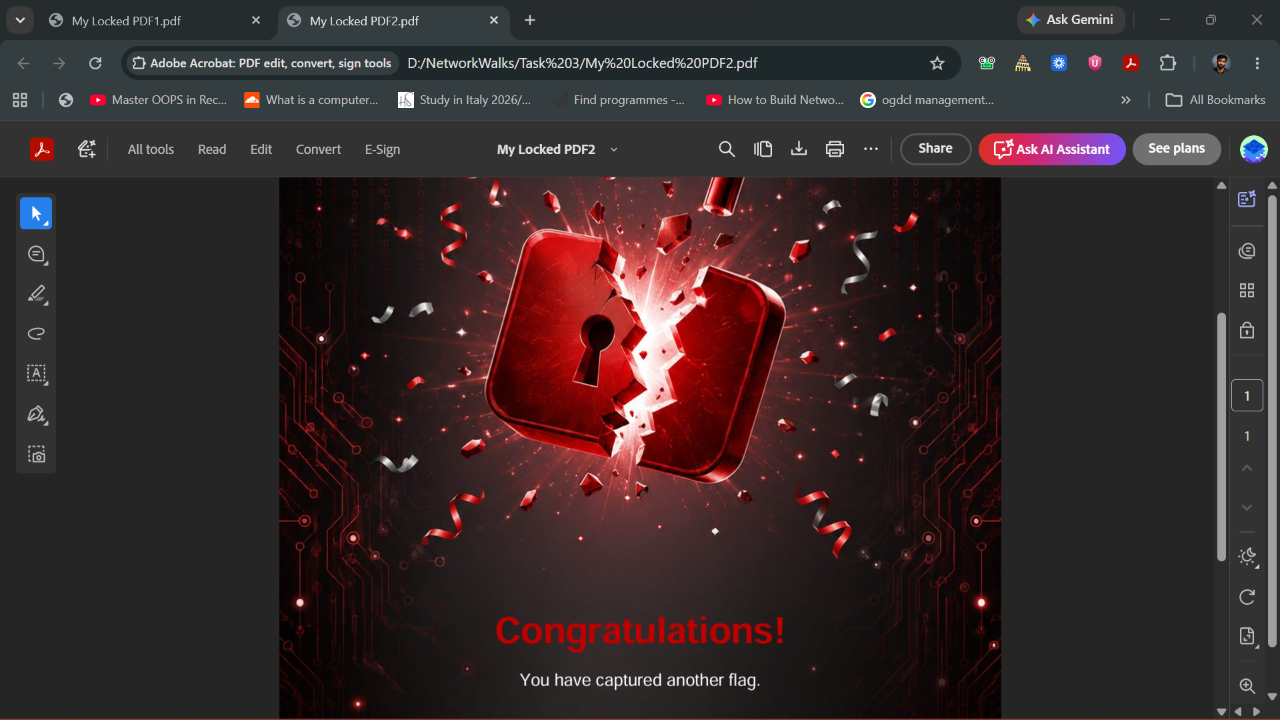 My Locked PDF1.pdf
My Locked PDF2.pdf
Ask Gemini
Adobe Acrobat: PDF edit, convert, sign tools
D:/NetworkWalks/Task%203/My%20Locked%20PDF2.pdf
Master OOPS in Rec...
What is a computer...
Study in Italy 2026/...
Find programmes -...
How to Build Netwo...
ogdcl management...
All Bookmarks
All tools
Read
Edit
Convert
E-Sign
My Locked PDF2
Share
Ask AI Assistant
See plans
1
1
Congratulations!
You have captured another flag.